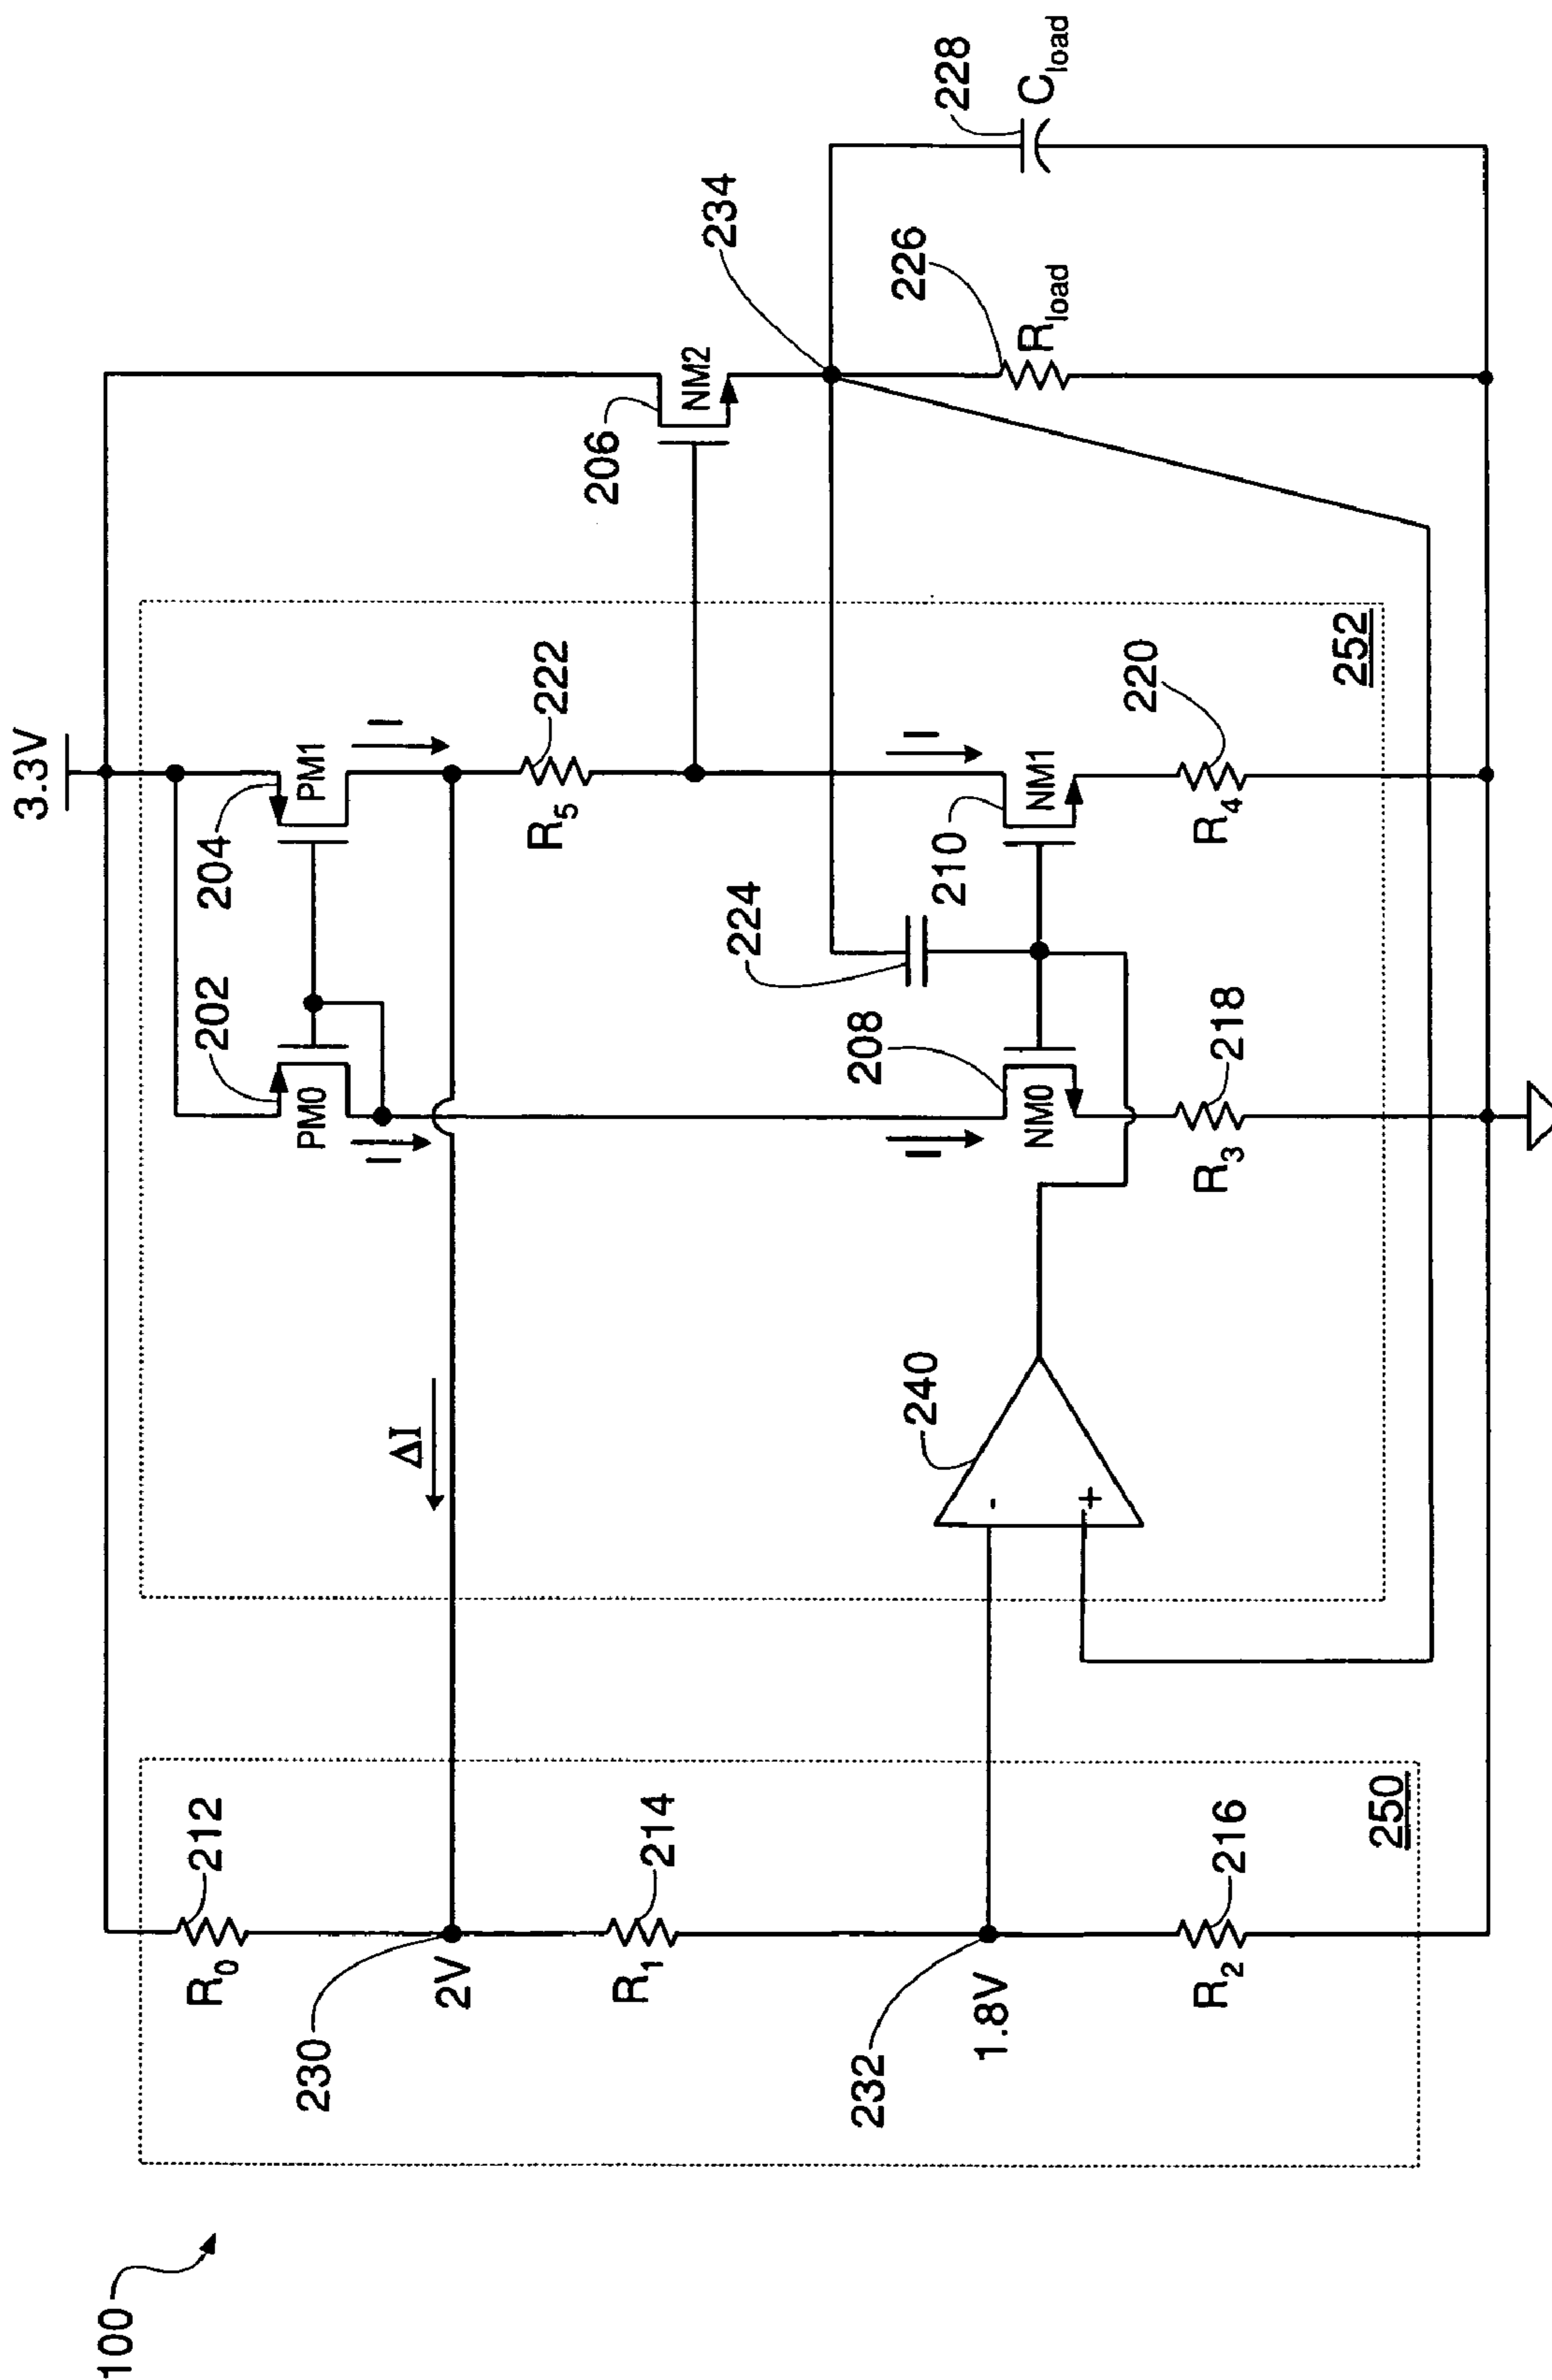 100
3.3V
202
PM0
I
204
PM1
I
ΔI
212
R0
230
2V
222
R5
206
NM2
234
214
R1
224
228
Cload
226
Rload
240
-
+
208
I
NM0
210
I
NM1
232
1.8V
216
R2
218
R3
220
R4
250
252